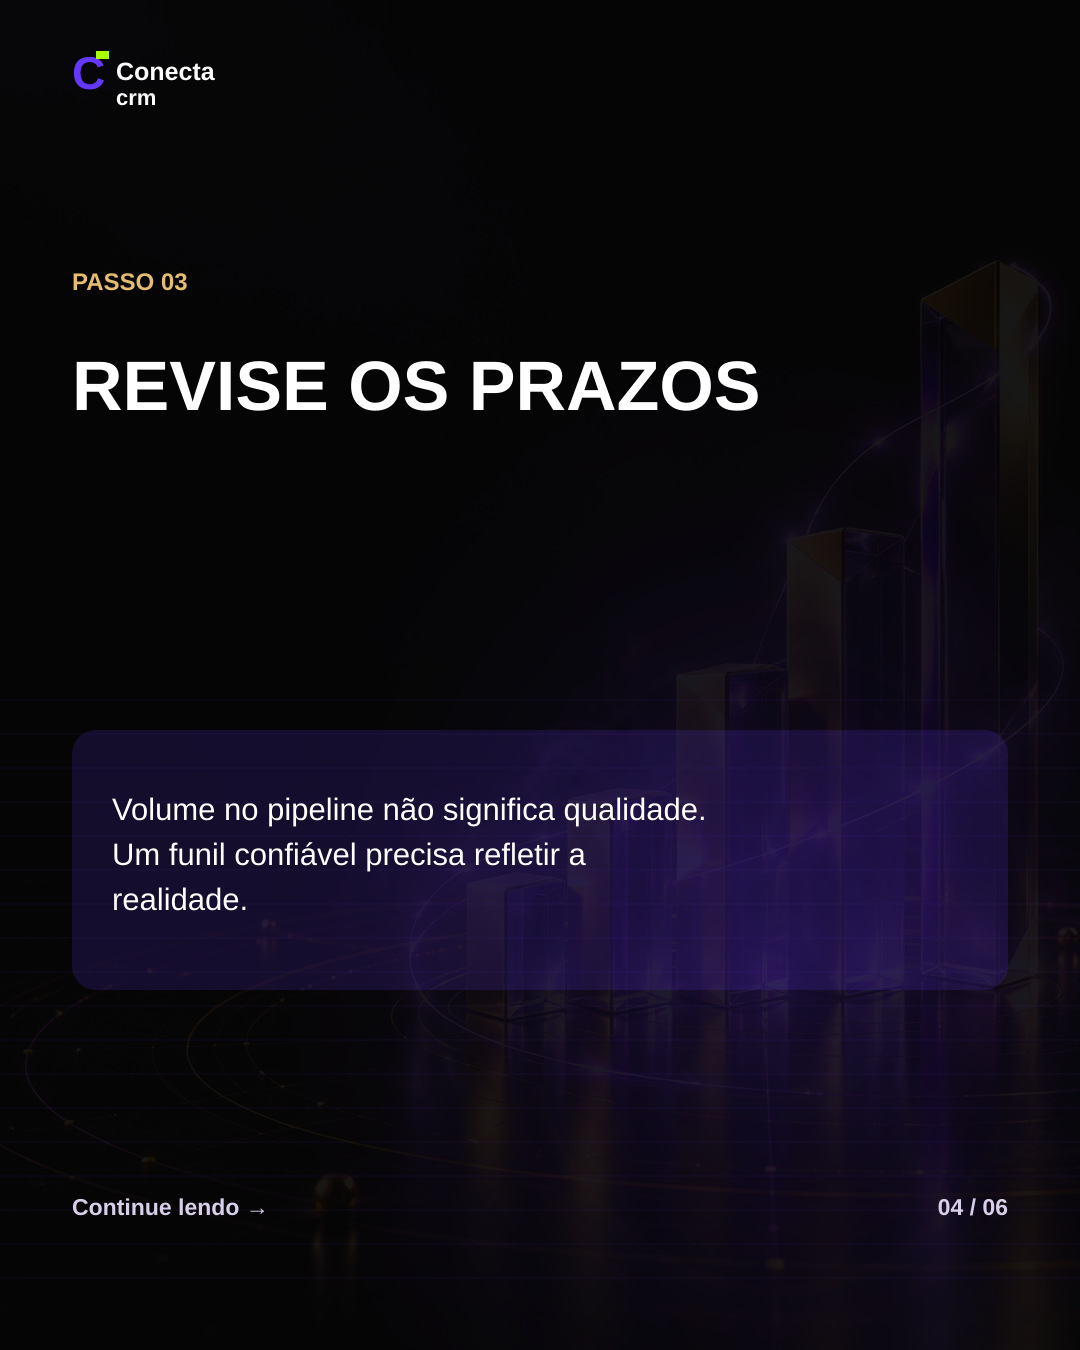 C Conecta
crm
PASSO 03
REVISE OS PRAZOS
Volume no pipeline não significa qualidade.
Um funil confiável precisa refletir a
realidade.
Continue lendo →
04 / 06